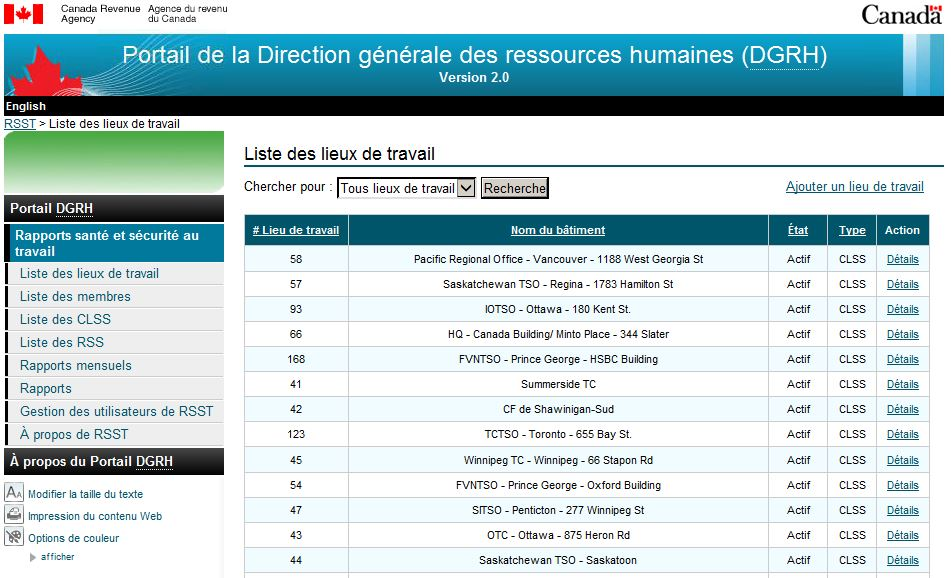 Canada Revenue Agency
Agence du revenu du Canada
Canada
Portail de la Direction générale des ressources humaines (DGRH)
Version 2.0
English
RSST > Liste des lieux de travail
Portail DGRH
Rapports santé et sécurité au travail
Liste des lieux de travail
Liste des membres
Liste des CLSS
Liste des RSS
Rapports mensuels
Rapports
Gestion des utilisateurs de RSST
À propos de RSST
À propos du Portail DGRH
Modifier la taille du texte
Impression du contenu Web
Options de couleur
afficher
Liste des lieux de travail
Chercher pour : Tous lieux de travail Recherche Ajouter un lieu de travail
# Lieu de travail Nom du bâtiment État Type Action
58 Pacific Regional Office - Vancouver - 1188 West Georgia St Actif CLSS Détails
57 Saskatchewan TSO - Regina - 1783 Hamilton St Actif CLSS Détails
93 IOTSO - Ottawa - 180 Kent St. Actif CLSS Détails
66 HQ - Canada Building/ Minto Place - 344 Slater Actif CLSS Détails
168 FVNTSO - Prince George - HSBC Building Actif CLSS Détails
41 Summerside TC Actif CLSS Détails
42 CF de Shawinigan-Sud Actif CLSS Détails
123 TCTSO - Toronto - 655 Bay St. Actif CLSS Détails
45 Winnipeg TC - Winnipeg - 66 Stapon Rd Actif CLSS Détails
54 FVNTSO - Prince George - Oxford Building Actif CLSS Détails
47 SITSO - Penticton - 277 Winnipeg St Actif CLSS Détails
43 OTC - Ottawa - 875 Heron Rd Actif CLSS Détails
44 Saskatchewan TSO - Saskatoon Actif CLSS Détails